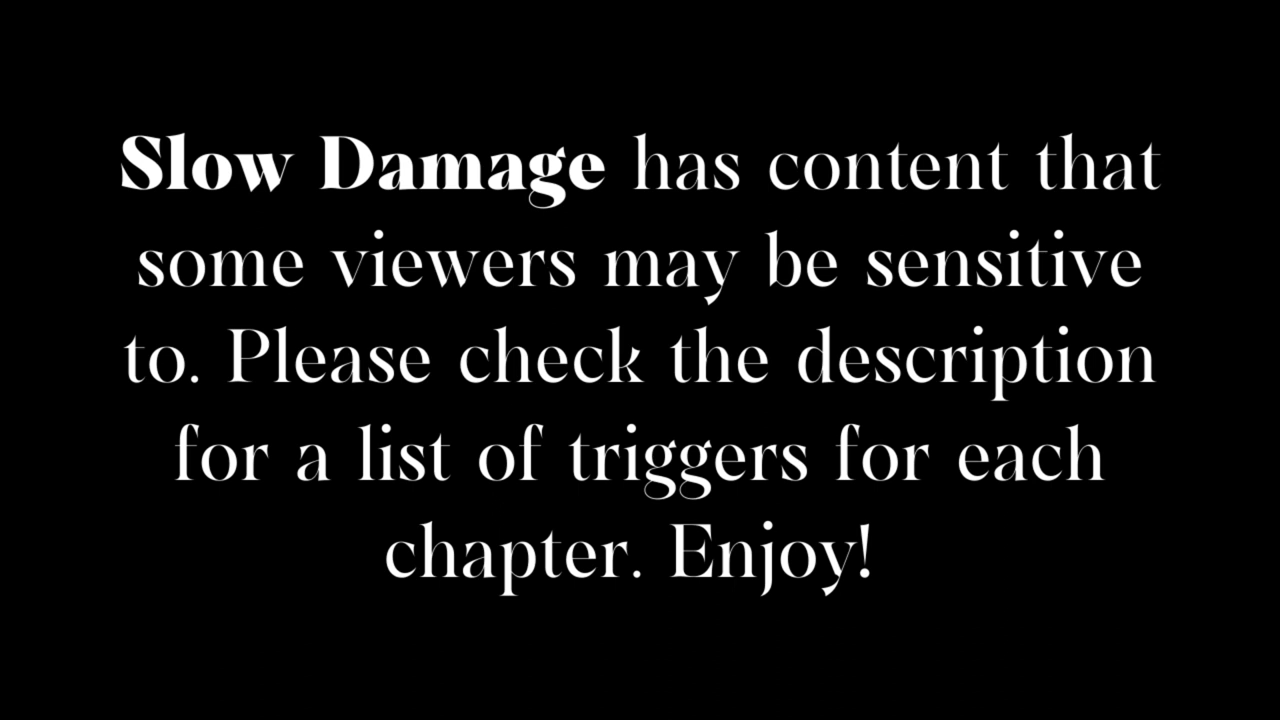 Slow Damage has content that
some viewers may be sensitive
to. Please check the description
for a list of triggers for each
chapter. Enjoy!